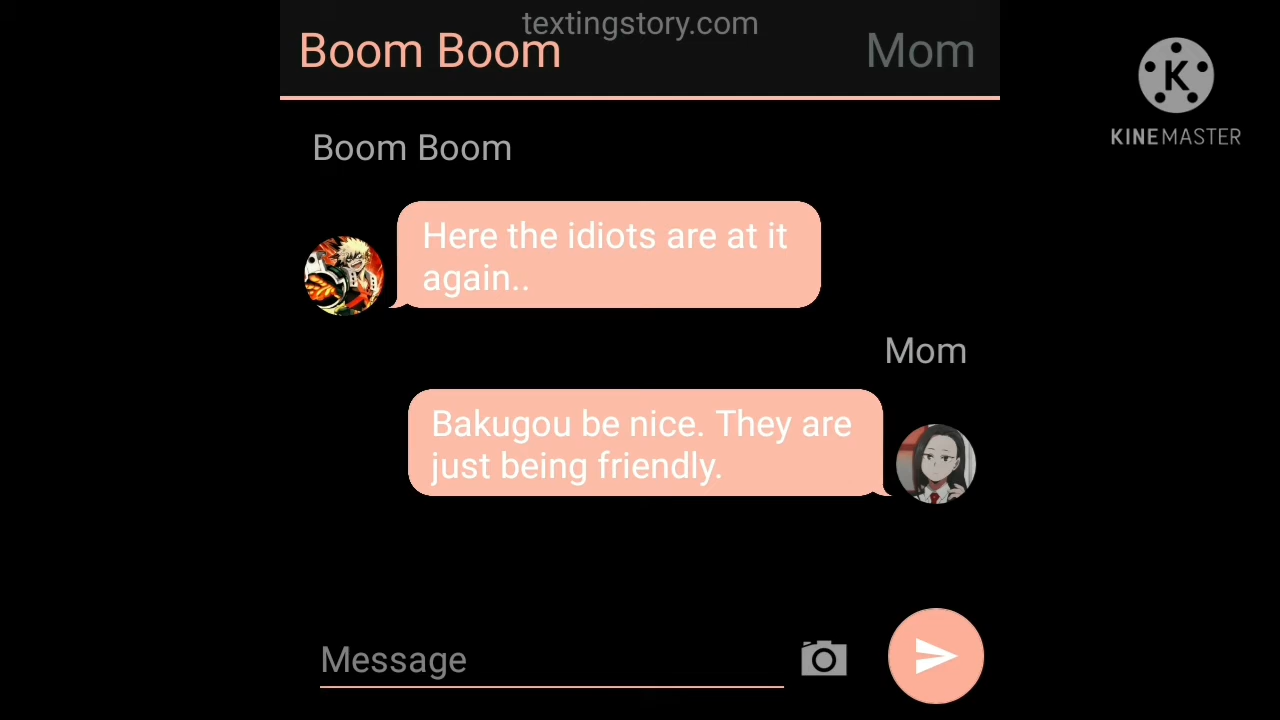 textingstory.com
Boom Boom
Mom
K
KINEMASTER
Boom Boom
Here the idiots are at it
again..
Mom
Bakugou be nice. They are
just being friendly.
Message